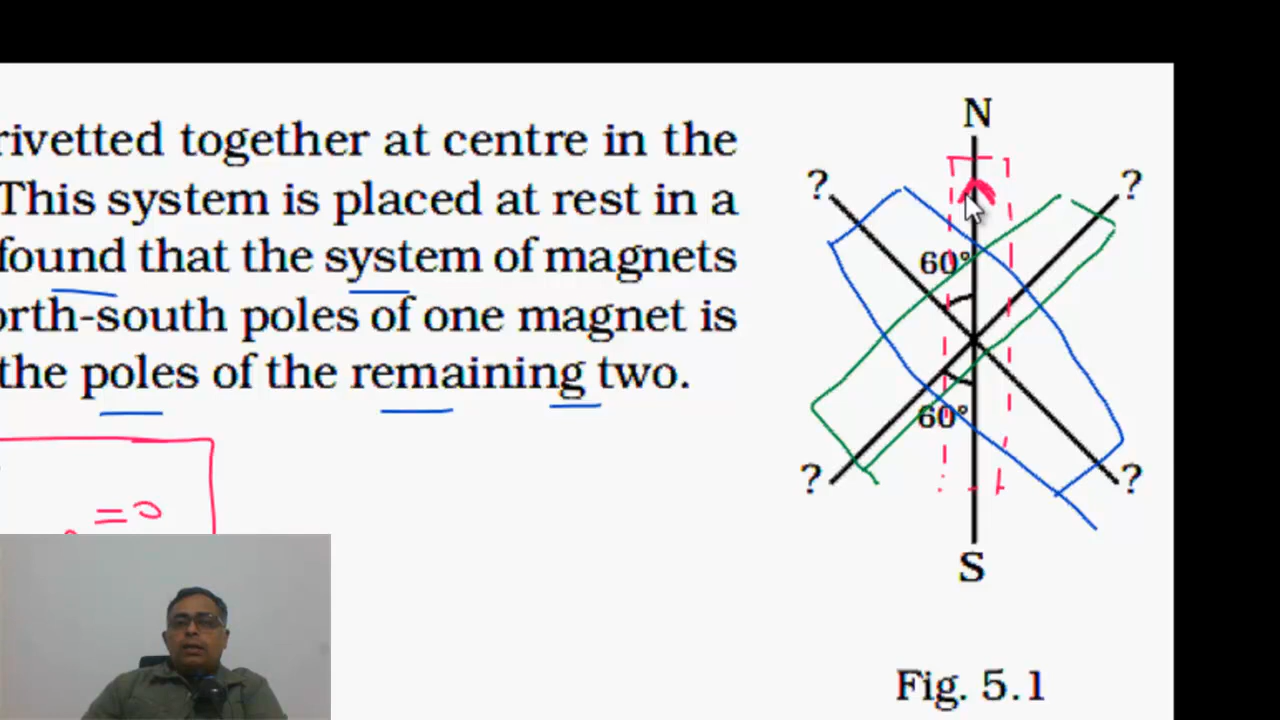 N
rivetted together at centre in the
? ?
This system is placed at rest in a
found that the system of magnets
60°
orth-south poles of one magnet is
the poles of the remaining two.
60°
? ?
= 0
S
Fig. 5.1